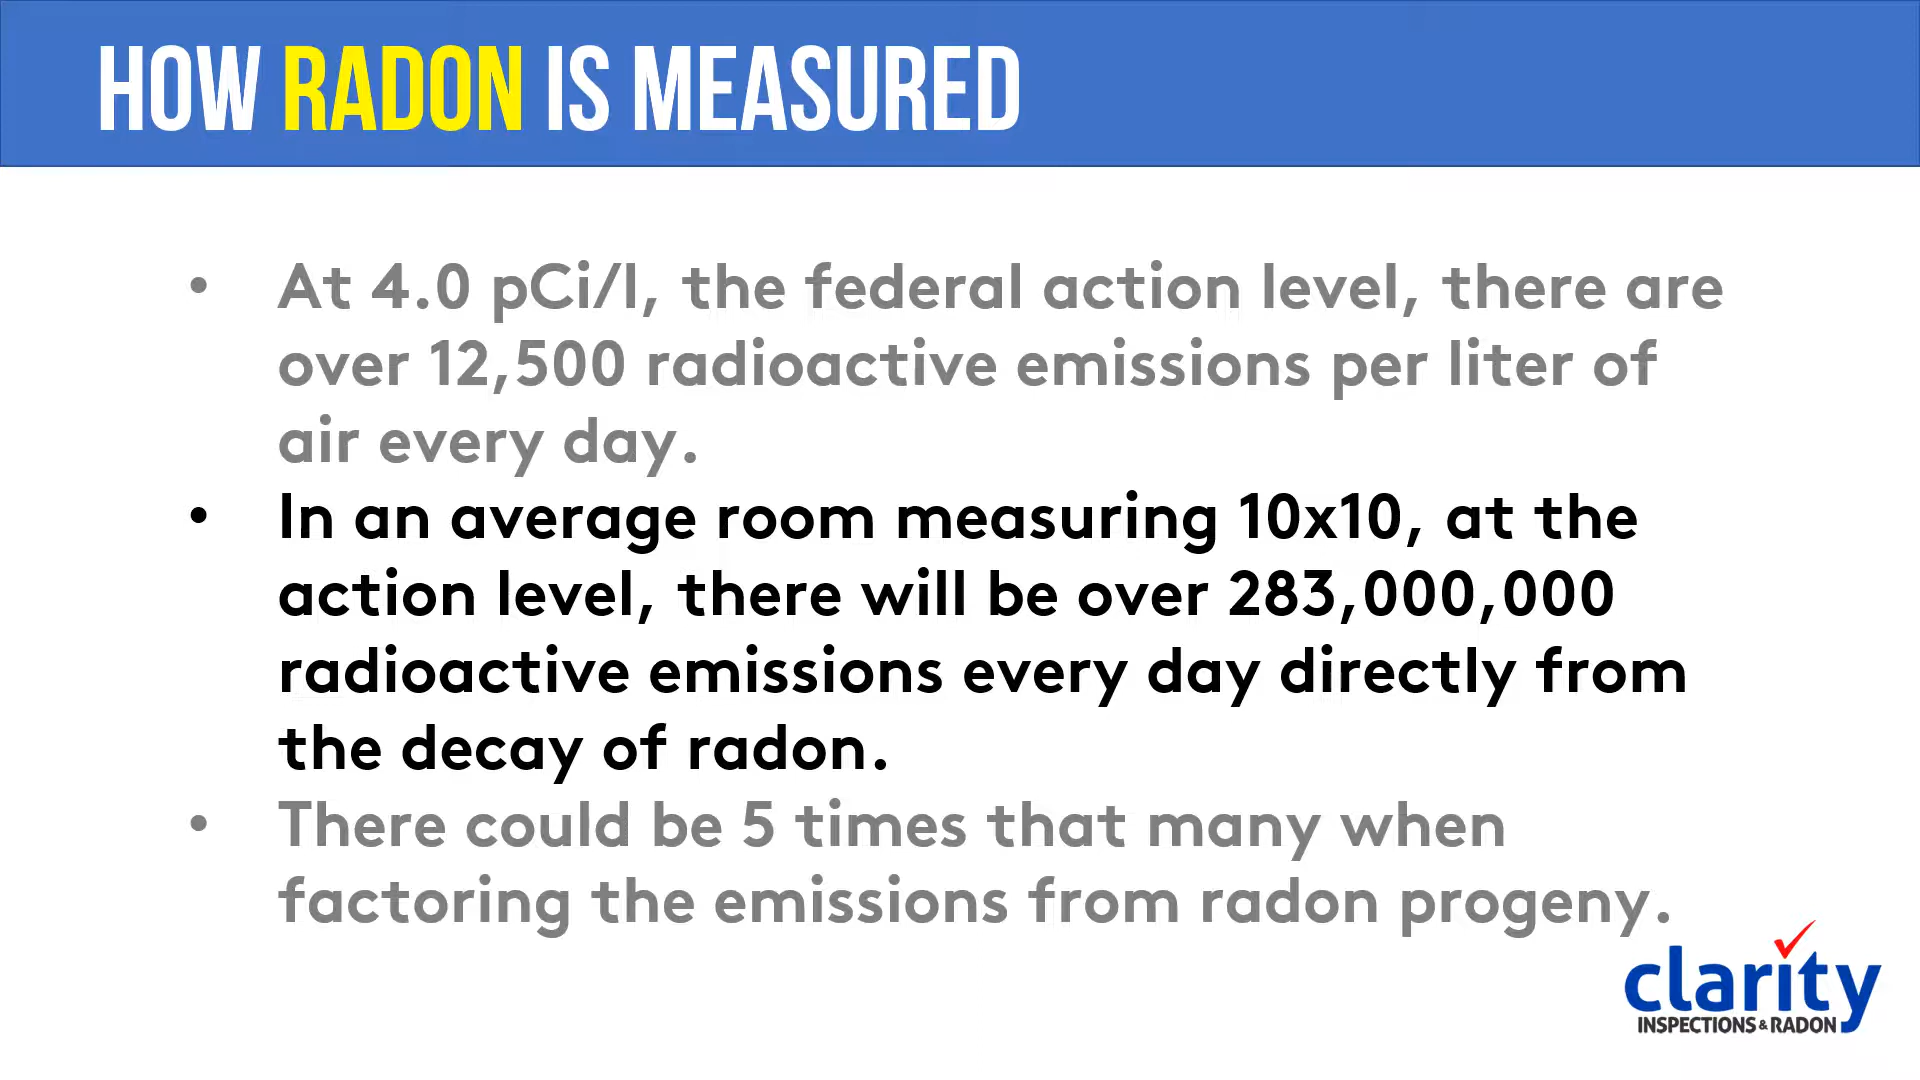 HOW RADON IS MEASURED
• At 4.0 pCi/l, the federal action level, there are
over 12,500 radioactive emissions per liter of
air every day.
• In an average room measuring 10x10, at the
action level, there will be over 283,000,000
radioactive emissions every day directly from
the decay of radon.
• There could be 5 times that many when
factoring the emissions from radon progeny.
clarity
INSPECTIONS & RADON